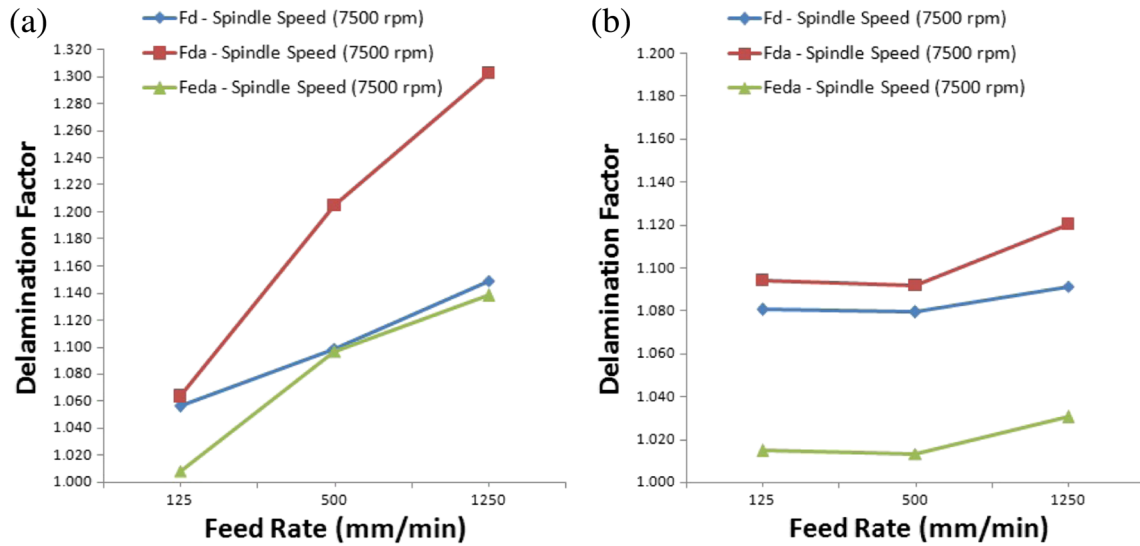 (a)
Fd - Spindle Speed (7500 rpm)
Fda - Spindle Speed (7500 rpm)
Feda - Spindle Speed (7500 rpm)
Delamination Factor
1.320
1.300
1.280
1.260
1.240
1.220
1.200
1.180
1.160
1.140
1.120
1.100
1.080
1.060
1.040
1.020
1.000
125
500
1250
Feed Rate (mm/min)
(b)
Fd - Spindle Speed (7500 rpm)
Fda - Spindle Speed (7500 rpm)
Feda - Spindle Speed (7500 rpm)
Delamination Factor
1.200
1.180
1.160
1.140
1.120
1.100
1.080
1.060
1.040
1.020
1.000
125
500
1250
Feed Rate (mm/min)